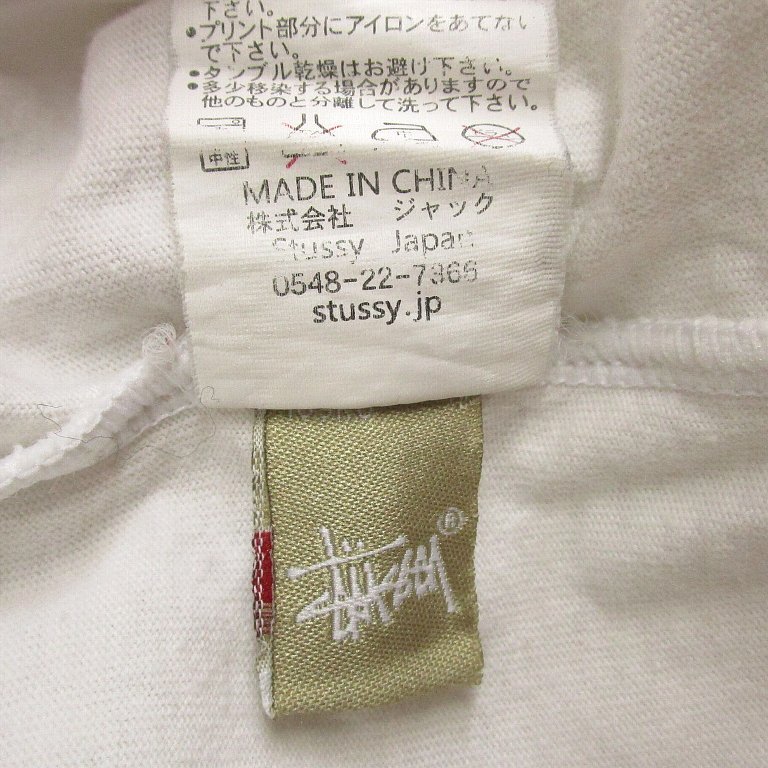 下さい。
•プリント部分にアイロンをあてない
で下さい。
•タンブル乾燥はお避け下さい。
•多少移染する場合がありますので
他のものと分離して洗って下さい。
中性
MADE IN CHINA
株式会社 ジャック
Stussy Japan
0548-22-7366
stussy.jp
Stussy ®